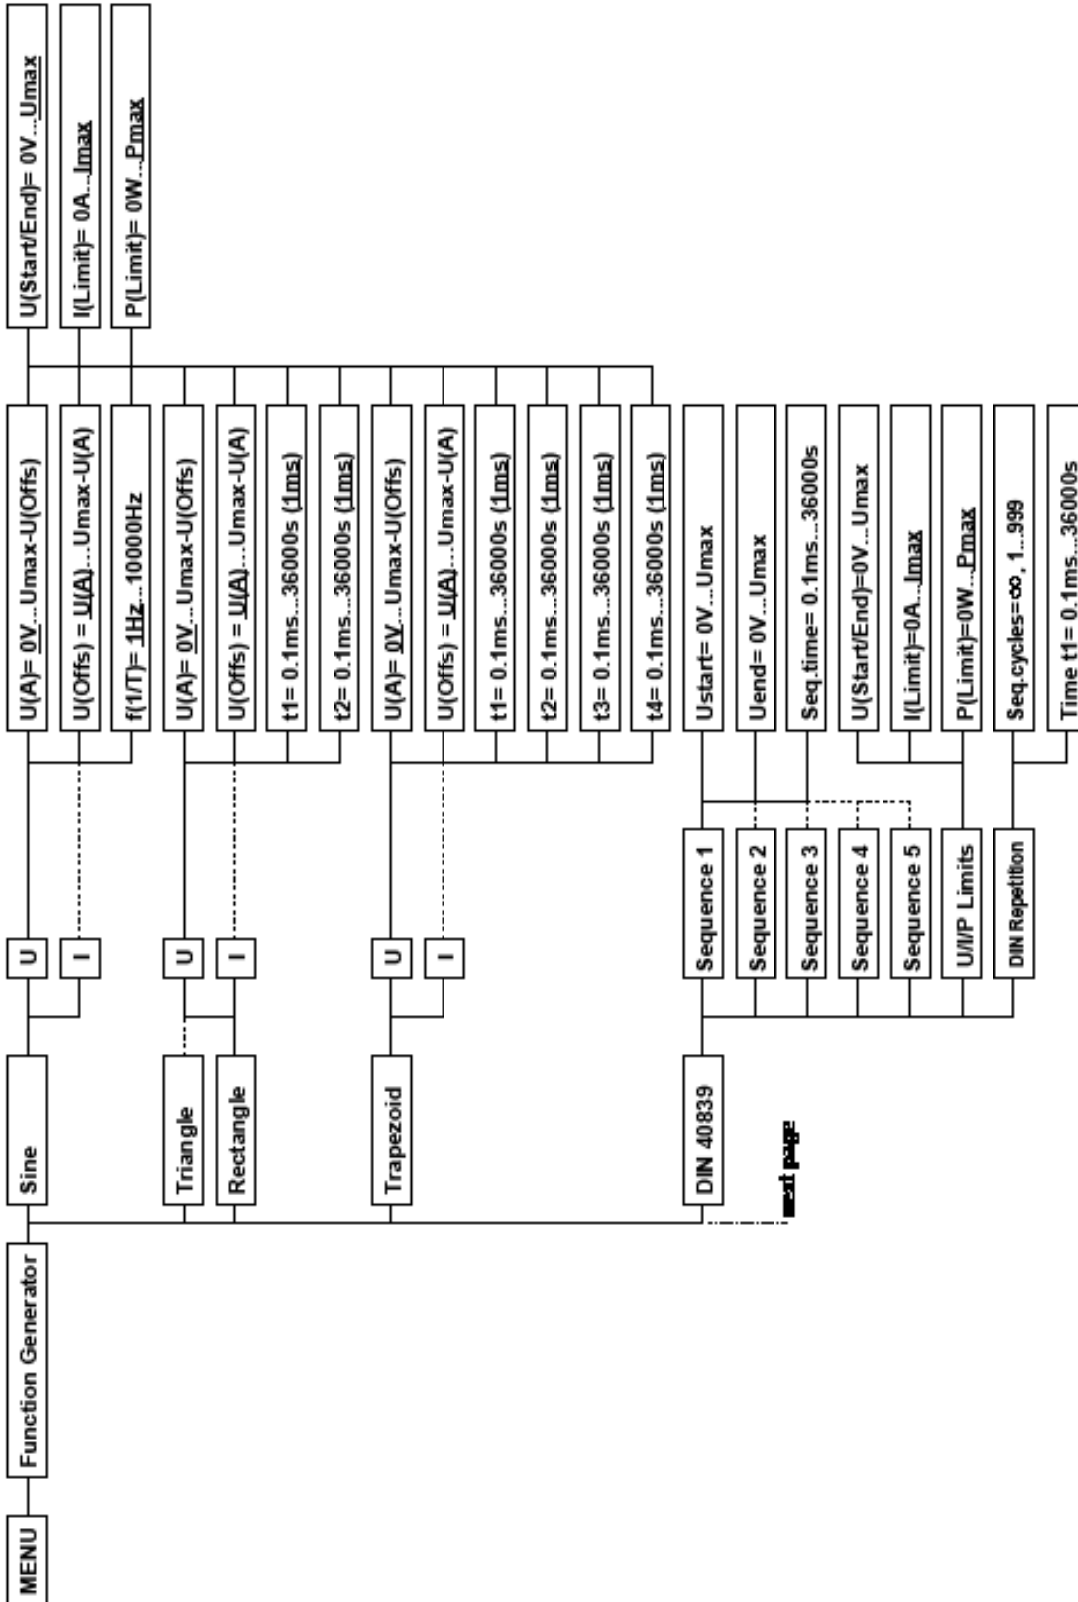 MENU
Function Generator
Sine
U
I
U(A)= 0V...Umax-U(Offs)
U(Offs) = U(A)...Umax-U(A)
f(1/T)= 1Hz...10000Hz
U(Start/End)= 0V...Umax
I(Limit)= 0A...Imax
P(Limit)= 0W...Pmax
Triangle
Rectangle
U
I
U(A)= 0V...Umax-U(Offs)
U(Offs) = U(A)...Umax-U(A)
t1= 0.1ms...36000s (1ms)
t2= 0.1ms...36000s (1ms)
Trapezoid
U
I
U(A)= 0V...Umax-U(Offs)
U(Offs) = U(A)...Umax-U(A)
t1= 0.1ms...36000s (1ms)
t2= 0.1ms...36000s (1ms)
t3= 0.1ms...36000s (1ms)
t4= 0.1ms...36000s (1ms)
DIN 40839
Sequence 1
Sequence 2
Sequence 3
Sequence 4
Sequence 5
U/I/P Limits
DIN Repetition
Ustart= 0V...Umax
Uend= 0V...Umax
Seq.time= 0.1ms...36000s
U(Start/End)=0V...Umax
I(Limit)=0A...Imax
P(Limit)=0W...Pmax
Seq.cycles=∞, 1...999
Time t1= 0.1ms...36000s
next page